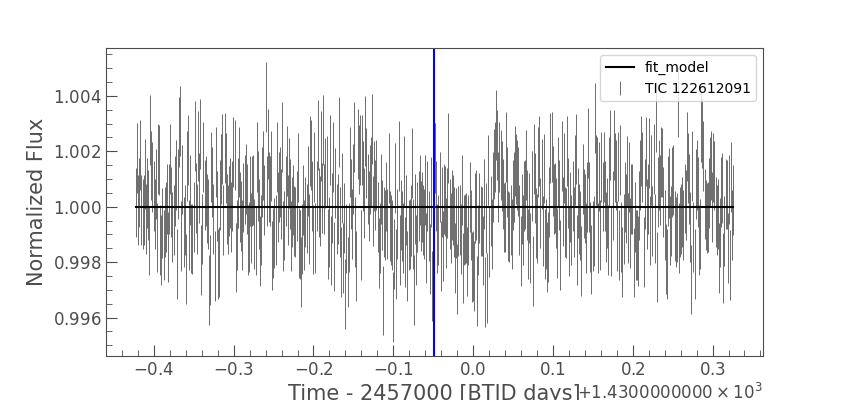 fit_model
TIC 122612091
Normalized Flux
1.004
1.002
1.000
0.998
0.996
−0.4 −0.3 −0.2 −0.1 0.0 0.1 0.2 0.3
Time - 2457000 [BTJD days]
+1.4300000000 × 10³